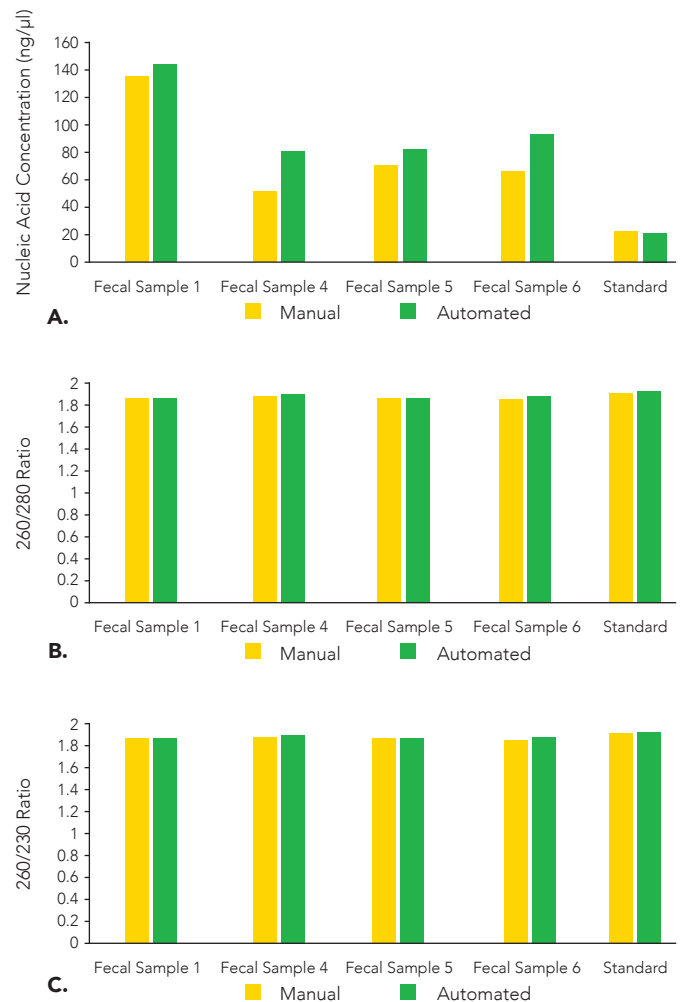 Nucleic Acid Concentration (ng/µl)
160
140
120
100
80
60
40
20
0
Fecal Sample 1 Fecal Sample 4 Fecal Sample 5 Fecal Sample 6 Standard
A.
Manual Automated
260/280 Ratio
2
1.8
1.6
1.4
1.2
1
0.8
0.6
0.4
0.2
0
Fecal Sample 1 Fecal Sample 4 Fecal Sample 5 Fecal Sample 6 Standard
B.
Manual Automated
260/230 Ratio
2
1.8
1.6
1.4
1.2
1
0.8
0.6
0.4
0.2
0
Fecal Sample 1 Fecal Sample 4 Fecal Sample 5 Fecal Sample 6 Standard
C.
Manual Automated